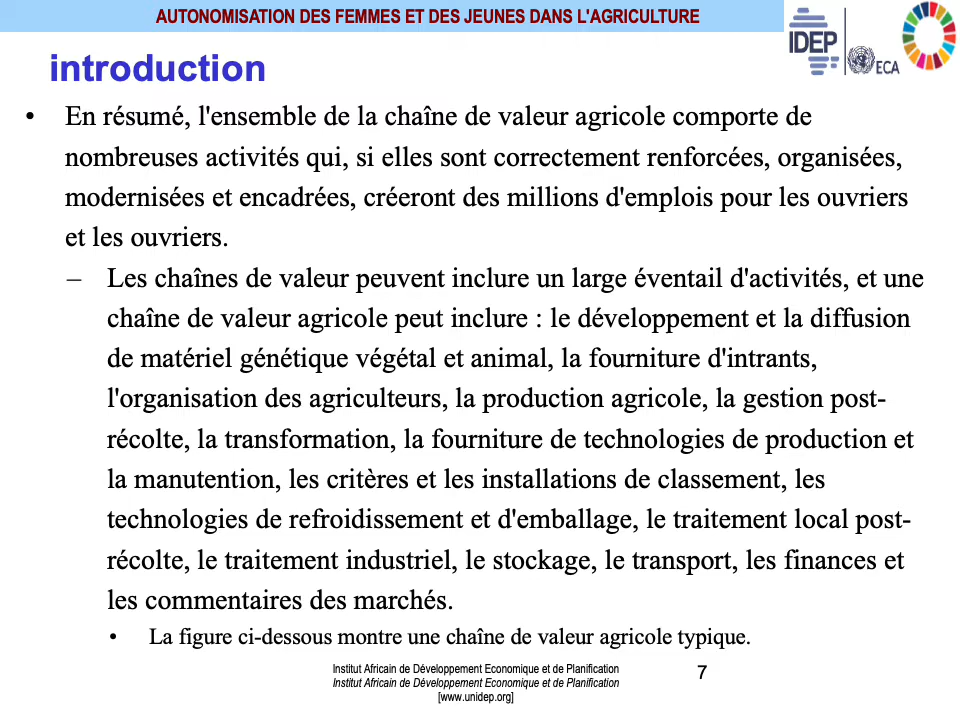 AUTONOMISATION DES FEMMES ET DES JEUNES DANS L'AGRICULTURE
IDEP
ECA
introduction
• En résumé, l'ensemble de la chaîne de valeur agricole comporte de
nombreuses activités qui, si elles sont correctement renforcées, organisées,
modernisées et encadrées, créeront des millions d'emplois pour les ouvriers
et les ouvriers.
– Les chaînes de valeur peuvent inclure un large éventail d'activités, et une
chaîne de valeur agricole peut inclure : le développement et la diffusion
de matériel génétique végétal et animal, la fourniture d'intrants,
l'organisation des agriculteurs, la production agricole, la gestion post-
récolte, la transformation, la fourniture de technologies de production et
la manutention, les critères et les installations de classement, les
technologies de refroidissement et d'emballage, le traitement local post-
récolte, le traitement industriel, le stockage, le transport, les finances et
les commentaires des marchés.
• La figure ci-dessous montre une chaîne de valeur agricole typique.
Institut Africain de Développement Economique et de Planification
Institut Africain de Développement Economique et de Planification
[www.unidep.org]
7